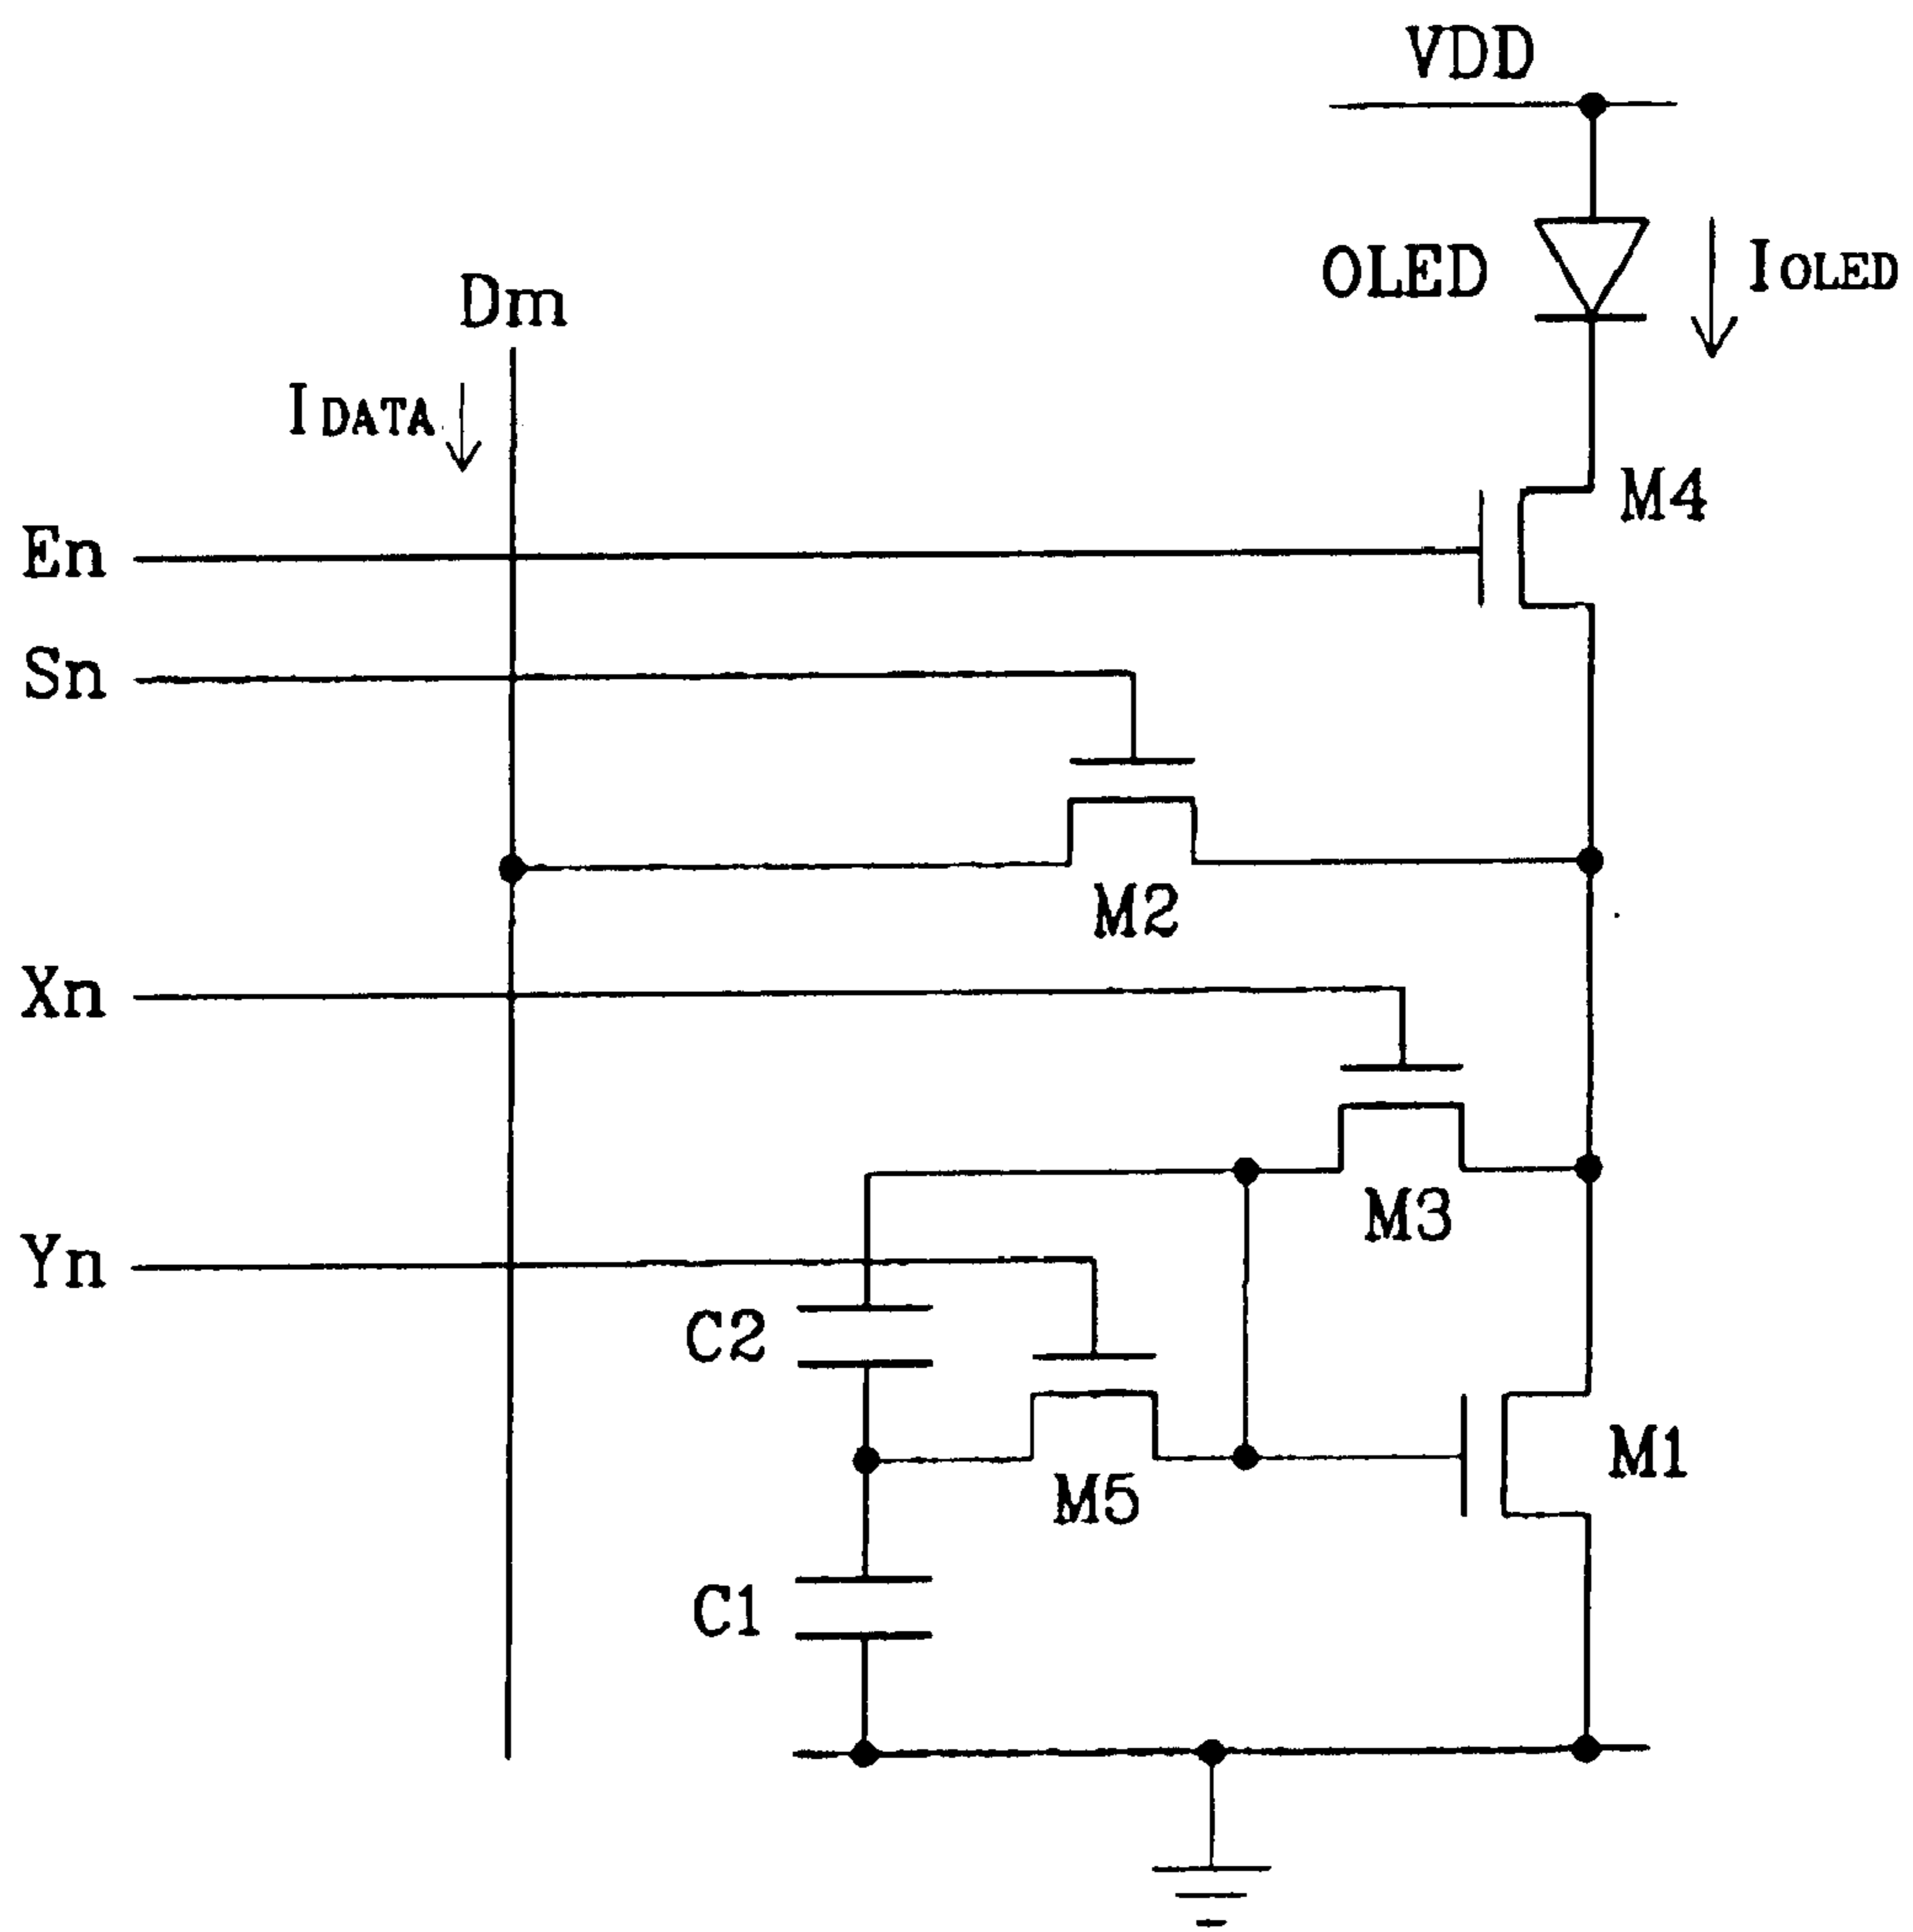 VDD
OLED
IOLED
Dm
IDATA
M4
En
Sn
M2
Xn
M3
Yn
C2
M1
M5
C1